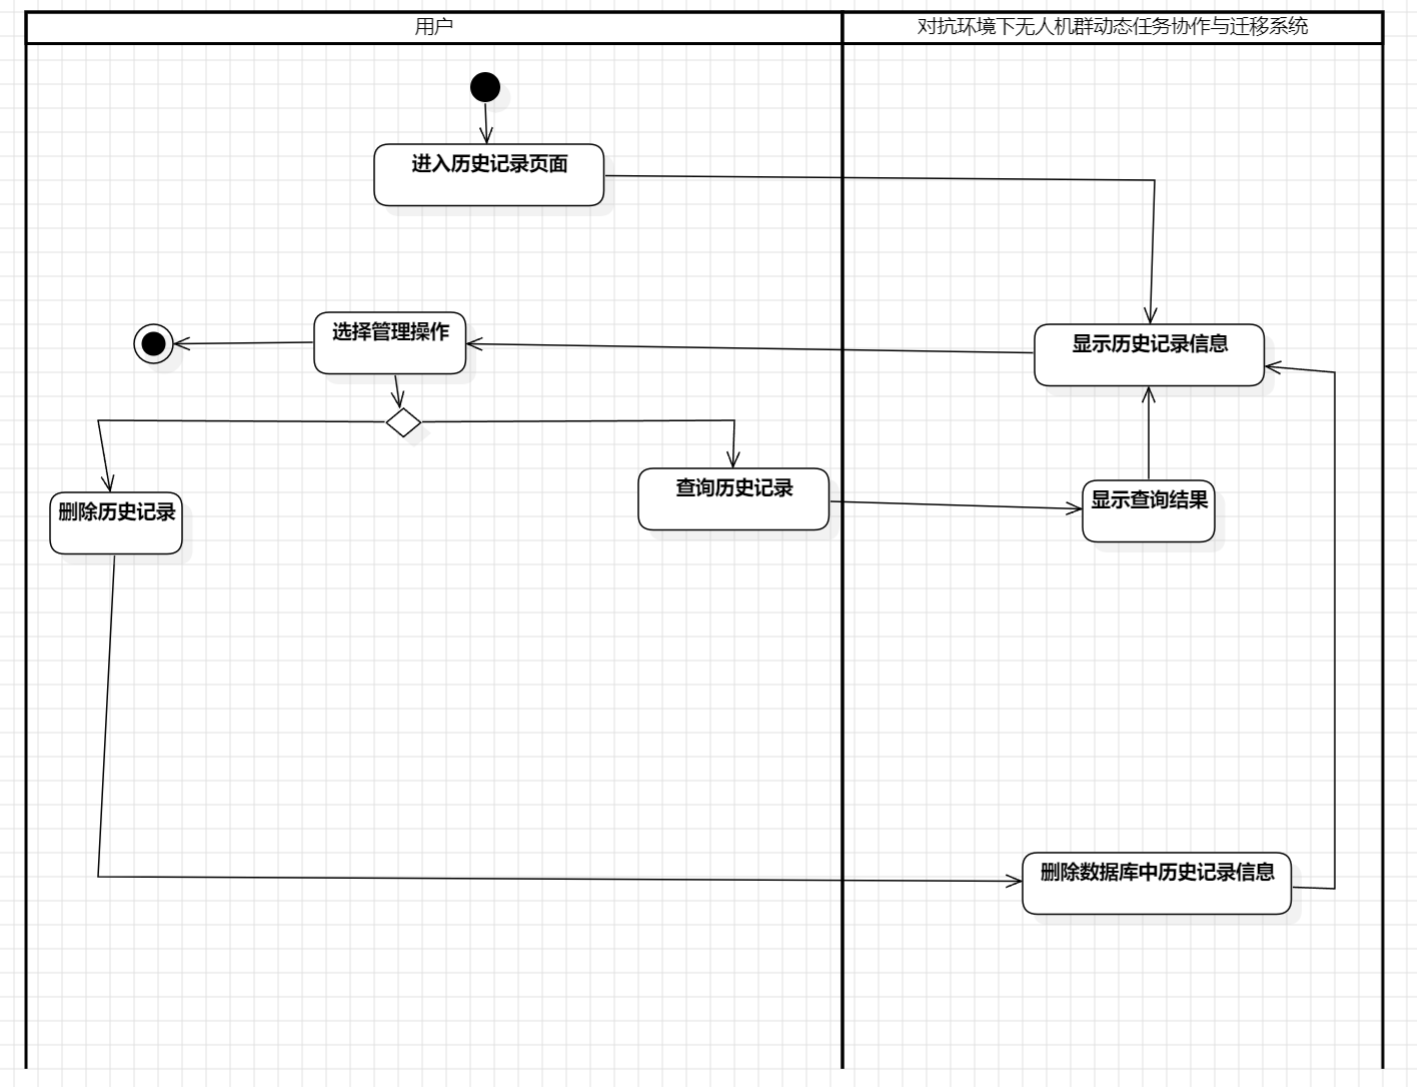 用户
对抗环境下无人机群动态任务协作与迁移系统
进入历史记录页面
选择管理操作
显示历史记录信息
删除历史记录
查询历史记录
显示查询结果
删除数据库中历史记录信息